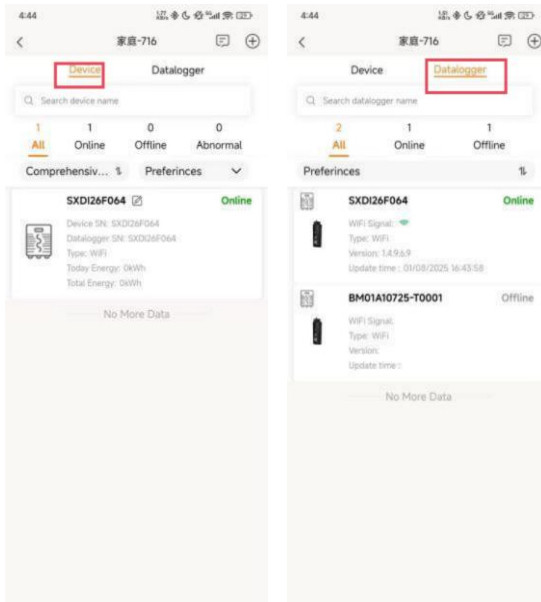 4:44
家庭-716
Device Datalogger
Search device name
1 1 0 0
All Online Offline Abnormal
Comprehensiv... Preferinces
SXDI26F064 Online
Device SN: SXDI26F064
Datalogger SN: SXDI26F064
Type: WiFi
Today Energy: 0kWh
Total Energy: 0kWh
No More Data
4:44
家庭-716
Device Datalogger
Search datalogger name
2 1 1
All Online Offline
Preferinces
SXDI26F064 Online
WiFi Signal:
Type: WiFi
Version: 1.4.9.6.9
Update time : 01/08/2025 16:43:58
BM01A10725-T0001 Offline
WiFi Signal:
Type: WiFi
Version:
Update time :
No More Data